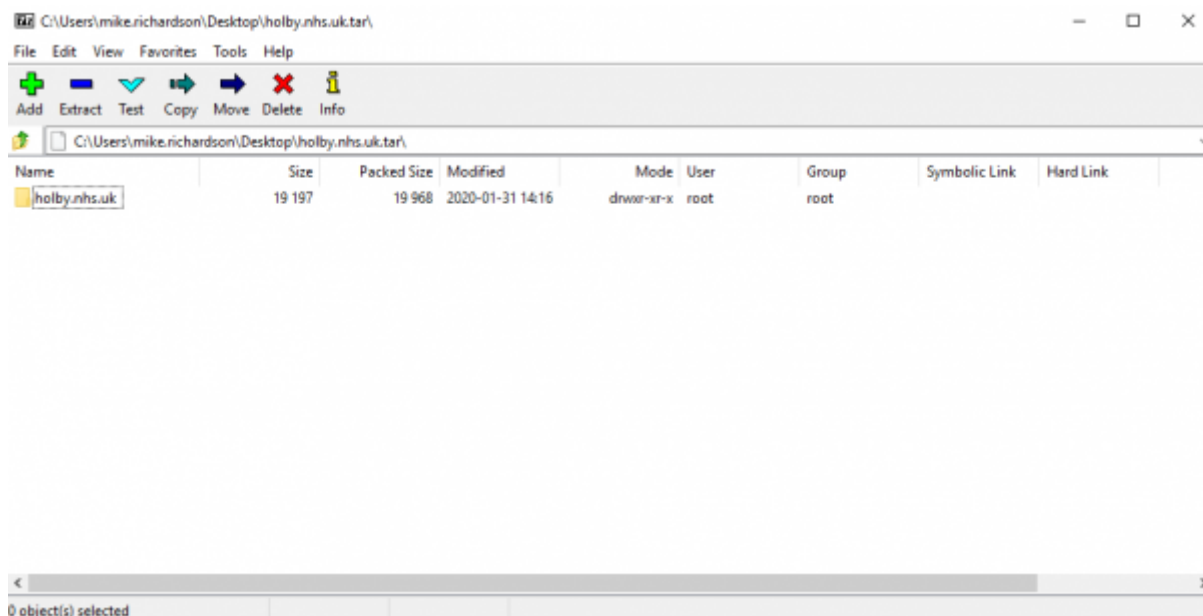 C:\Users\mike.richardson\Desktop\holby.nhs.uk.tar\
File Edit View Favorites Tools Help
Add Extract Test Copy Move Delete Info
C:\Users\mike.richardson\Desktop\holby.nhs.uk.tar\
Name Size Packed Size Modified Mode User Group Symbolic Link Hard Link
holby.nhs.uk 19 197 19 968 2020-01-31 14:16 drwxr-xr-x root root
0 object(s) selected